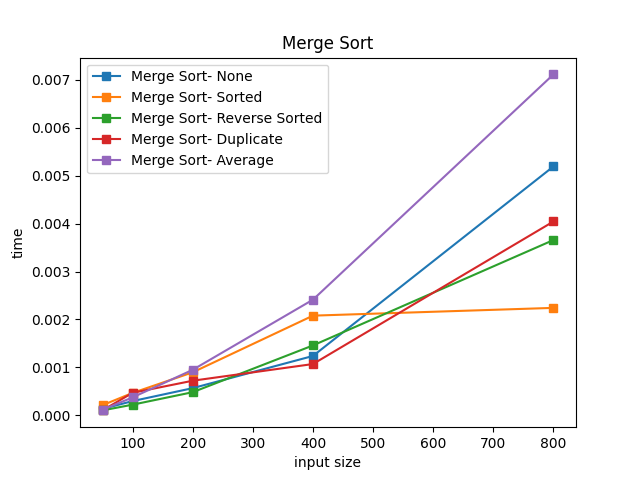 Merge Sort
Merge Sort- None
Merge Sort- Sorted
Merge Sort- Reverse Sorted
Merge Sort- Duplicate
Merge Sort- Average
0.007
0.006
0.005
0.004
0.003
0.002
0.001
0.000
time
100 200 300 400 500 600 700 800
input size